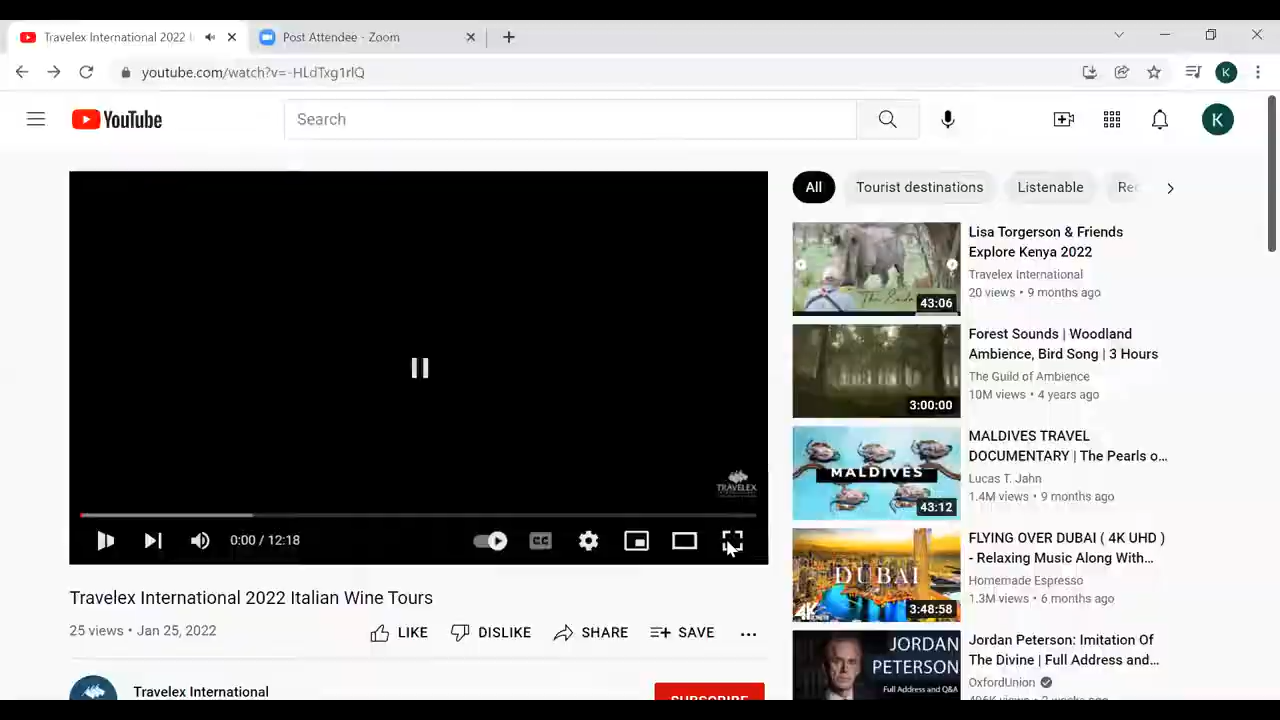 Travelex International 2022
Post Attendee - Zoom
youtube.com/watch?v=-HLdTxg1rlQ
K
YouTube
Search
K
All
Tourist destinations
Listenable
TRAVELEX
0:00 / 12:18
CC
Travelex International 2022 Italian Wine Tours
25 views • Jan 25, 2022
LIKE
DISLIKE
SHARE
SAVE
Travelex International
SUBSCRIBE
43:06
Lisa Torgerson & Friends
Explore Kenya 2022
Travelex International
20 views • 9 months ago
3:00:00
Forest Sounds | Woodland
Ambience, Bird Song | 3 Hours
The Guild of Ambience
10M views • 4 years ago
MALDIVES
43:12
MALDIVES TRAVEL
DOCUMENTARY | The Pearls o...
Lucas T. Jahn
1.4M views • 9 months ago
DUBAI
4K
3:48:58
FLYING OVER DUBAI ( 4K UHD )
- Relaxing Music Along With...
Homemade Espresso
1.3M views • 6 months ago
JORDAN
PETERSON
Full Address and Q&A
Jordan Peterson: Imitation Of
The Divine | Full Address and...
OxfordUnion